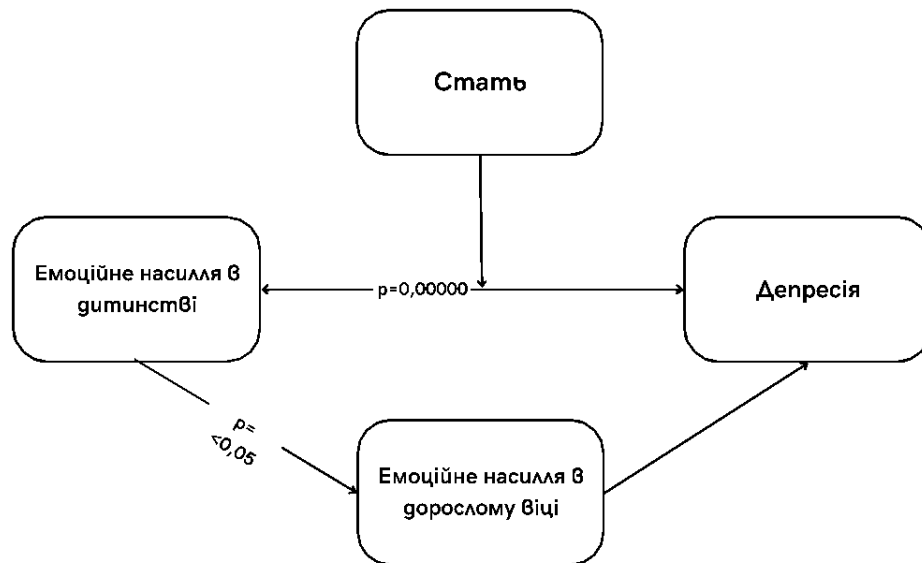 Стать
Емоційне насилля в
дитинстві
p=0,00000
Депресія
p=
<0,05
Емоційне насилля в
дорослому віці